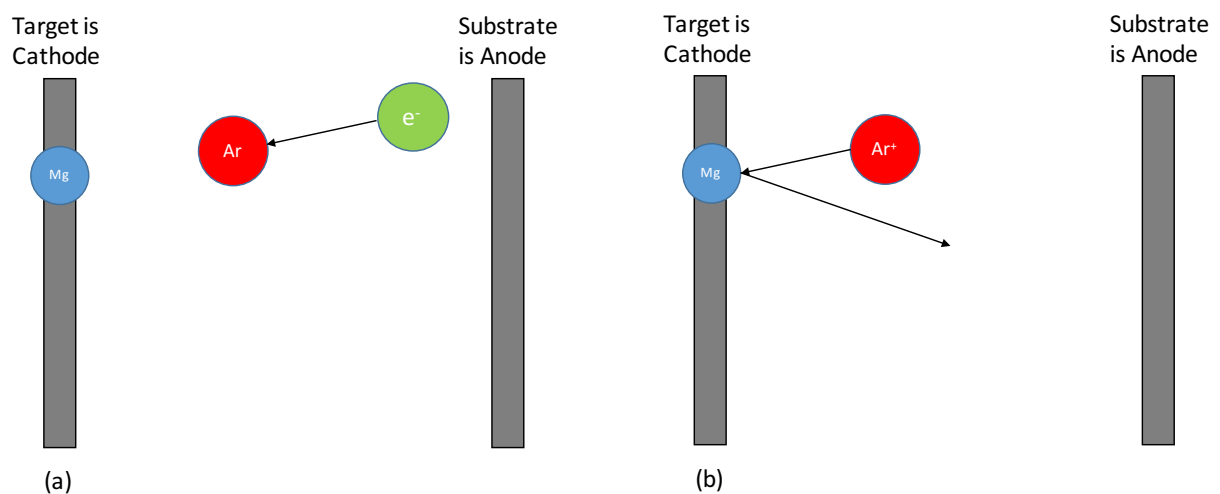 Target is
Cathode
Substrate
is Anode
e⁻
Ar
Mg
(a)
Target is
Cathode
Substrate
is Anode
Ar⁺
Mg
(b)